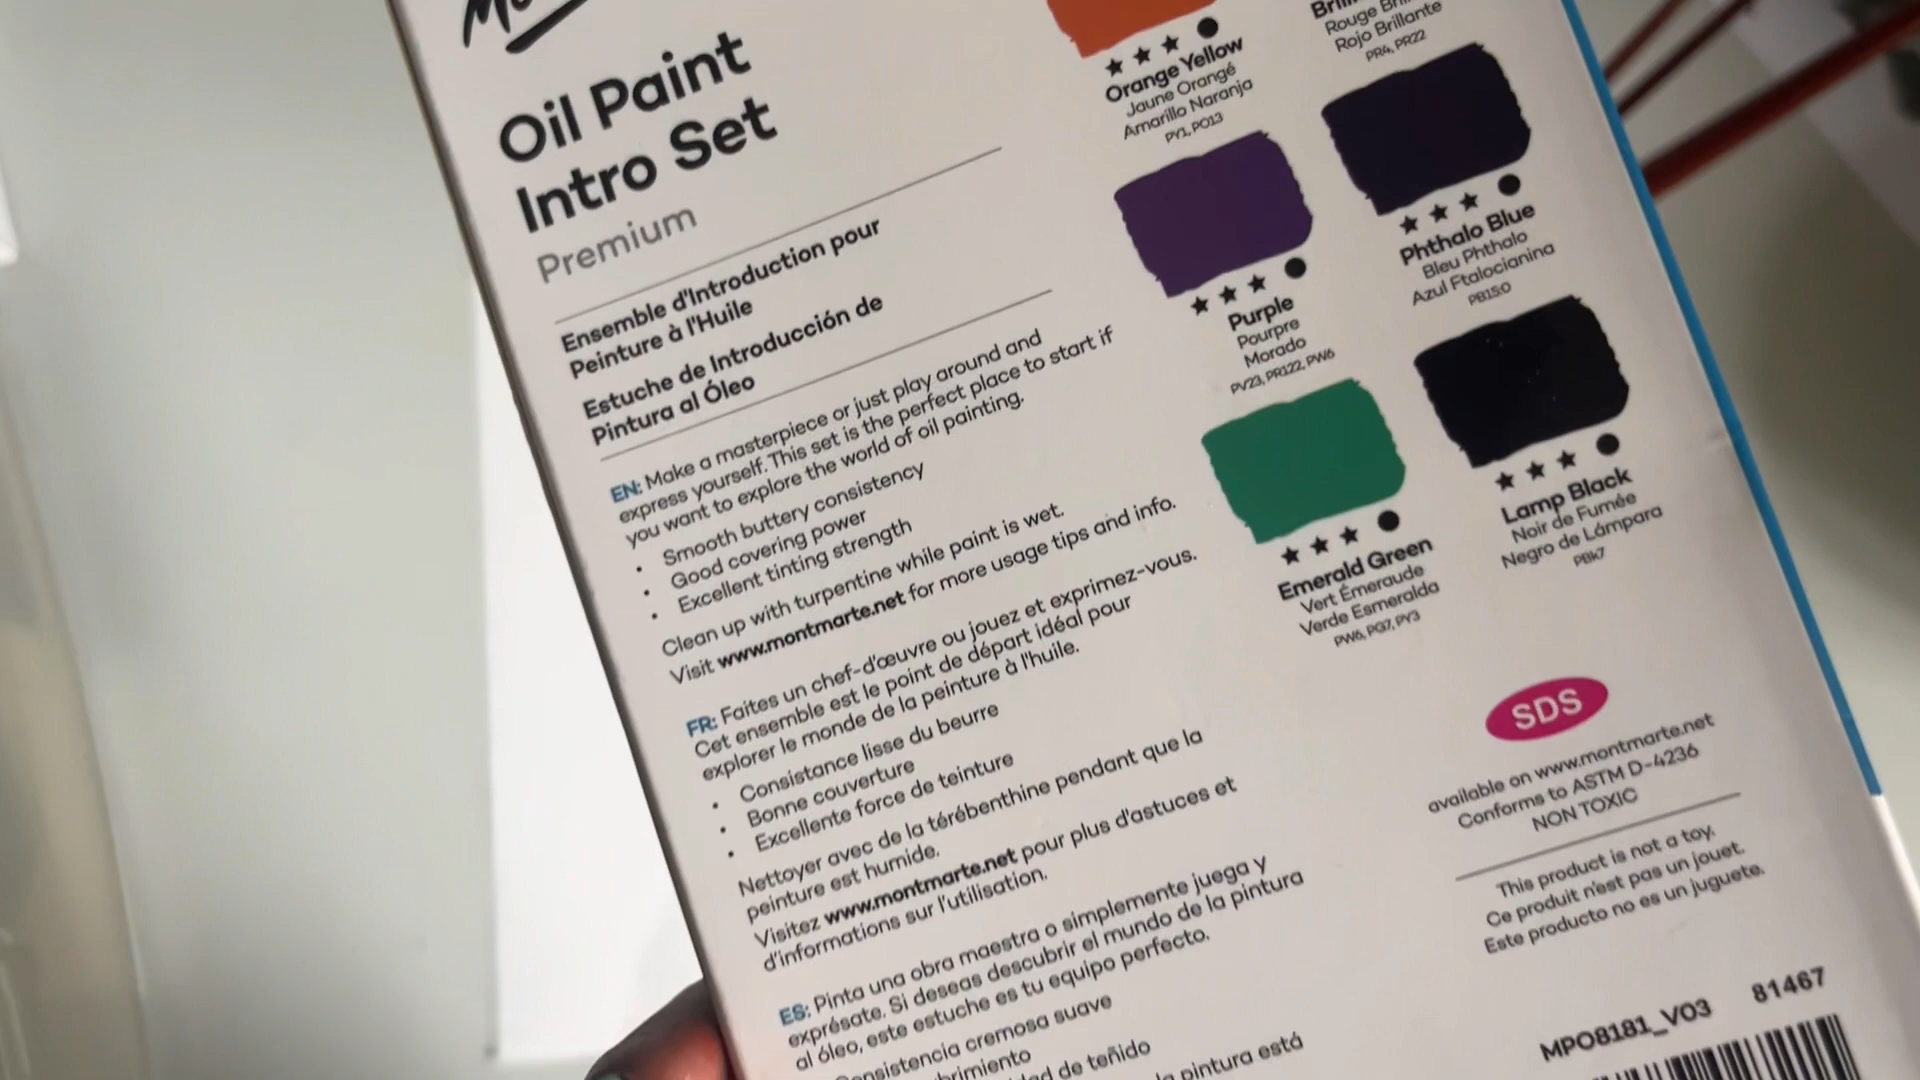 Oil Paint
Intro Set
Premium
Ensemble d'Introduction pour
Peinture à l'Huile
Estuche de Introducción de
Pintura al Óleo
EN: Make a masterpiece or just play around and
express yourself. This set is the perfect place to start if
you want to explore the world of oil painting.
• Smooth buttery consistency
• Good covering power
• Excellent tinting strength
Clean up with turpentine while paint is wet.
Visit www.montmarte.net for more usage tips and info.
FR: Faites un chef-d'œuvre ou jouez et exprimez-vous.
Cet ensemble est le point de départ idéal pour
explorer le monde de la peinture à l'huile.
• Consistance lisse du beurre
• Bonne couverture
• Excellente force de teinture
Nettoyer avec de la térébenthine pendant que la
peinture est humide.
Visitez www.montmarte.net pour plus d'astuces et
d'informations sur l'utilisation.
ES: Pinta una obra maestra o simplemente juega y
exprésate. Si deseas descubrir el mundo de la pintura
al óleo, este estuche es tu equipo perfecto.
onsistencia cremosa suave
brimiento
dad de teñido
la pintura está
Orange Yellow
Jaune Orangé
Amarillo Naranja
PY1, PO13
Rojo Brillante
PR4, PR22
Purple
Pourpre
Morado
PV23, PR122, PW6
Phthalo Blue
Bleu Phthalo
Azul Ftalocianina
PB15:0
Emerald Green
Vert Émeraude
Verde Esmeralda
PW6, PG7, PY3
Lamp Black
Noir de Fumée
Negro de Lámpara
PBk7
SDS
available on www.montmarte.net
Conforms to ASTM D-4236
NON TOXIC
This product is not a toy.
Ce produit n'est pas un jouet.
Este producto no es un juguete.
MPO8181_V03 81467